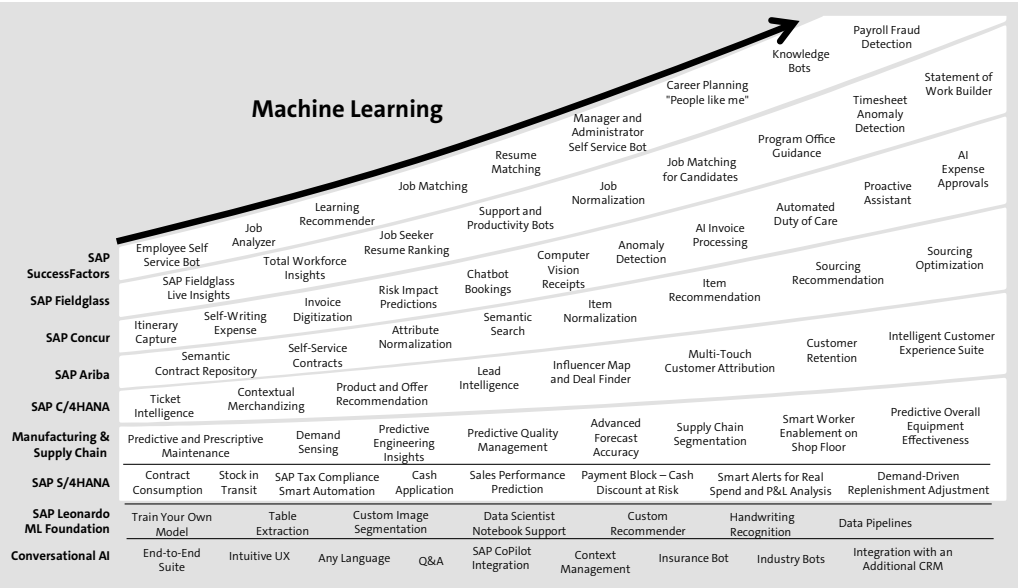 Machine Learning
SAP
SuccessFactors
Employee Self
Service Bot
Job
Analyzer
Learning
Recommender
Job Matching
Resume
Matching
Manager and
Administrator
Self Service Bot
Career Planning
"People like me"
Knowledge
Bots
Payroll Fraud
Detection
SAP Fieldglass
SAP Fieldglass
Live Insights
Total Workforce
Insights
Job Seeker
Resume Ranking
Support and
Productivity Bots
Job
Normalization
Job Matching
for Candidates
Program Office
Guidance
Timesheet
Anomaly
Detection
Statement of
Work Builder
SAP Concur
Itinerary
Capture
Self-Writing
Expense
Invoice
Digitization
Risk Impact
Predictions
Chatbot
Bookings
Computer
Vision
Receipts
Anomaly
Detection
AI Invoice
Processing
Automated
Duty of Care
Proactive
Assistant
AI
Expense
Approvals
SAP Ariba
Semantic
Contract Repository
Self-Service
Contracts
Attribute
Normalization
Semantic
Search
Item
Normalization
Item
Recommendation
Sourcing
Recommendation
Sourcing
Optimization
SAP C/4HANA
Ticket
Intelligence
Contextual
Merchandizing
Product and Offer
Recommendation
Lead
Intelligence
Influencer Map
and Deal Finder
Multi-Touch
Customer Attribution
Customer
Retention
Intelligent Customer
Experience Suite
Manufacturing &
Supply Chain
Predictive and Prescriptive
Maintenance
Demand
Sensing
Predictive
Engineering
Insights
Predictive Quality
Management
Advanced
Forecast
Accuracy
Supply Chain
Segmentation
Smart Worker
Enablement on
Shop Floor
Predictive Overall
Equipment
Effectiveness
SAP S/4HANA
Contract
Consumption
Stock in
Transit
SAP Tax Compliance
Smart Automation
Cash
Application
Sales Performance
Prediction
Payment Block – Cash
Discount at Risk
Smart Alerts for Real
Spend and P&L Analysis
Demand-Driven
Replenishment Adjustment
SAP Leonardo
ML Foundation
Train Your Own
Model
Table
Extraction
Custom Image
Segmentation
Data Scientist
Notebook Support
Custom
Recommender
Handwriting
Recognition
Data Pipelines
Conversational AI
End-to-End
Suite
Intuitive UX
Any Language
Q&A
SAP CoPilot
Integration
Context
Management
Insurance Bot
Industry Bots
Integration with an
Additional CRM